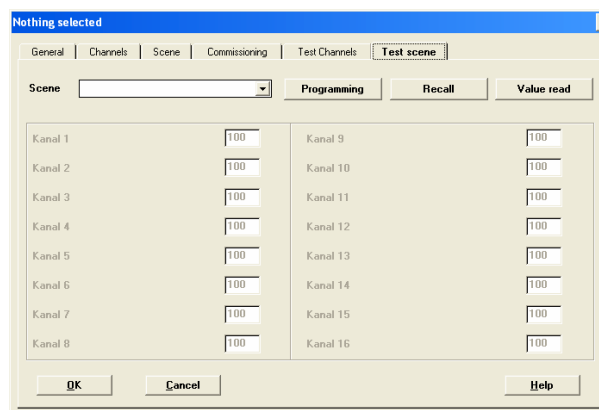 Nothing selected
General Channels Scene Commissioning Test Channels Test scene
Scene Programming Recall Value read
Kanal 1 100 Kanal 9 100
Kanal 2 100 Kanal 10 100
Kanal 3 100 Kanal 11 100
Kanal 4 100 Kanal 12 100
Kanal 5 100 Kanal 13 100
Kanal 6 100 Kanal 14 100
Kanal 7 100 Kanal 15 100
Kanal 8 100 Kanal 16 100
OK Cancel Help